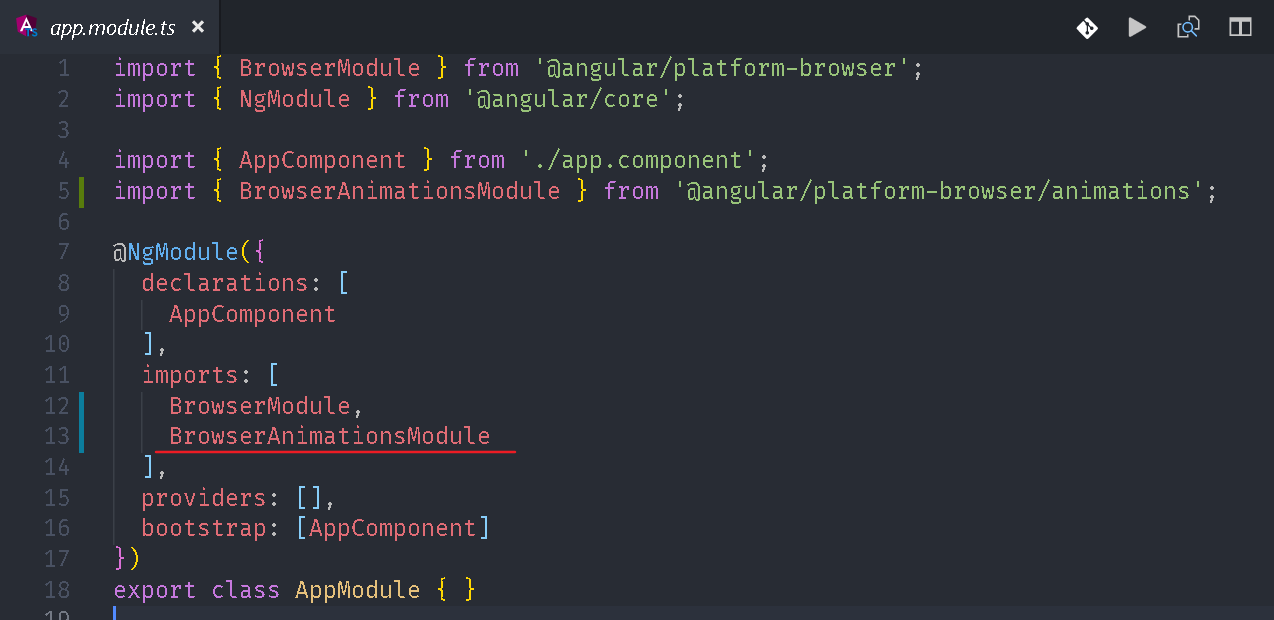 app.module.ts ×
1 import { BrowserModule } from '@angular/platform-browser';
2 import { NgModule } from '@angular/core';
3
4 import { AppComponent } from './app.component';
5 import { BrowserAnimationsModule } from '@angular/platform-browser/animations';
6
7 @NgModule({
8   declarations: [
9     AppComponent
10   ],
11   imports: [
12     BrowserModule,
13     BrowserAnimationsModule
14   ],
15   providers: [],
16   bootstrap: [AppComponent]
17 })
18 export class AppModule { }
19